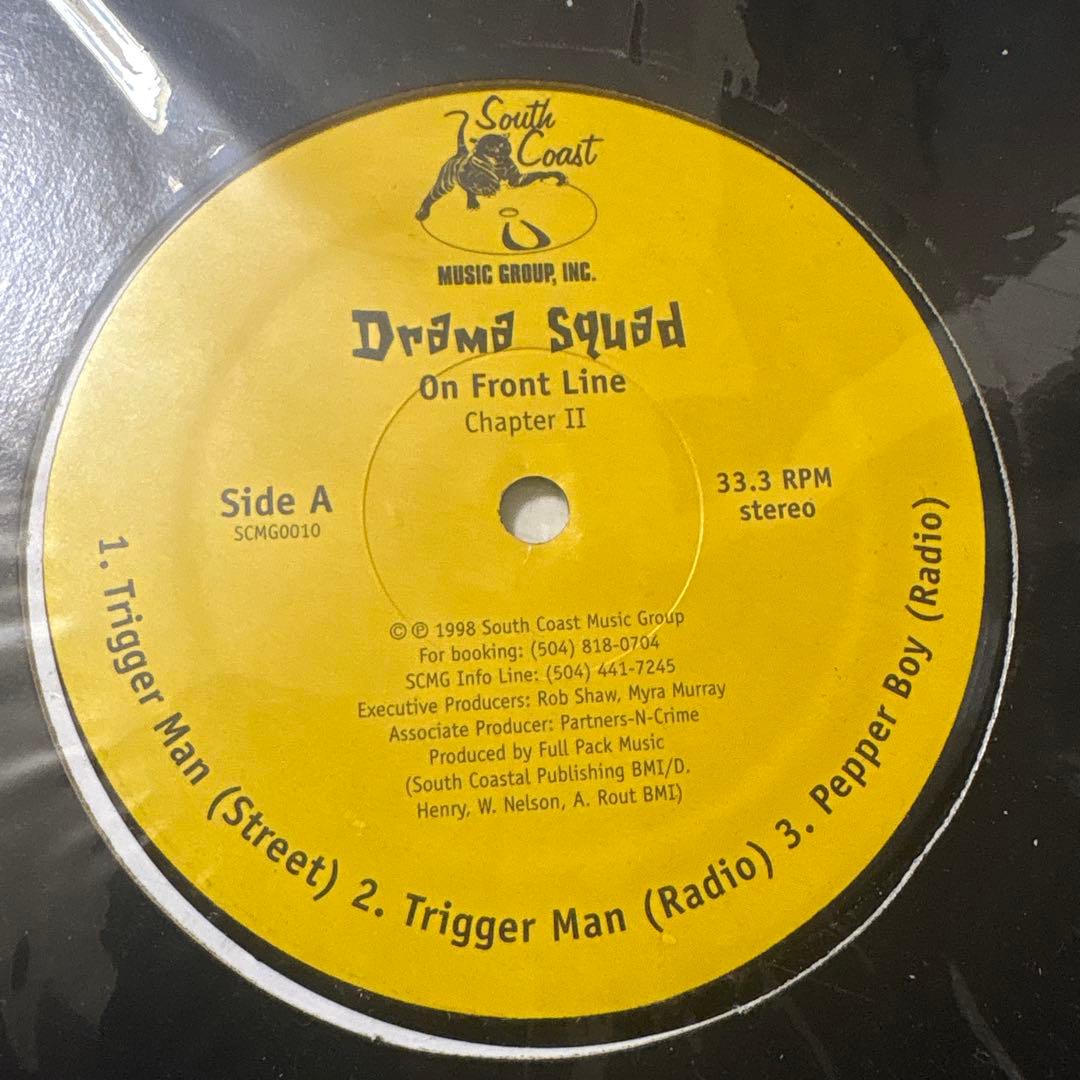 South
Coast
MUSIC GROUP, INC.
Drama Squad
On Front Line
Chapter II
Side A
SCMG0010
33.3 RPM
stereo
© ℗ 1998 South Coast Music Group
For booking: (504) 818-0704
SCMG Info Line: (504) 441-7245
Executive Producers: Rob Shaw, Myra Murray
Associate Producer: Partners-N-Crime
Produced by Full Pack Music
(South Coastal Publishing BMI/D.
Henry, W. Nelson, A. Rout BMI)
1. Trigger Man (Street) 2. Trigger Man (Radio) 3. Pepper Boy (Radio)